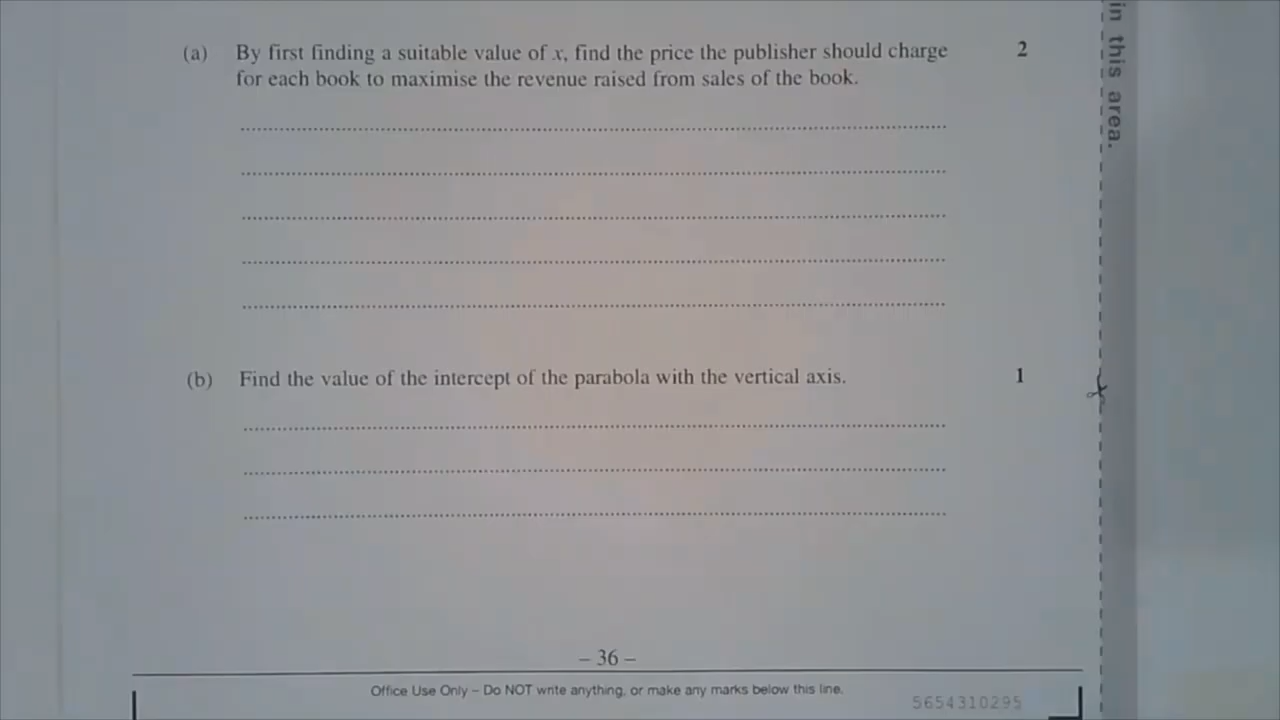 in this area.
(a) By first finding a suitable value of x, find the price the publisher should charge 2
for each book to maximise the revenue raised from sales of the book.
(b) Find the value of the intercept of the parabola with the vertical axis. 1
– 36 –
Office Use Only – Do NOT write anything, or make any marks below this line.
5654310295